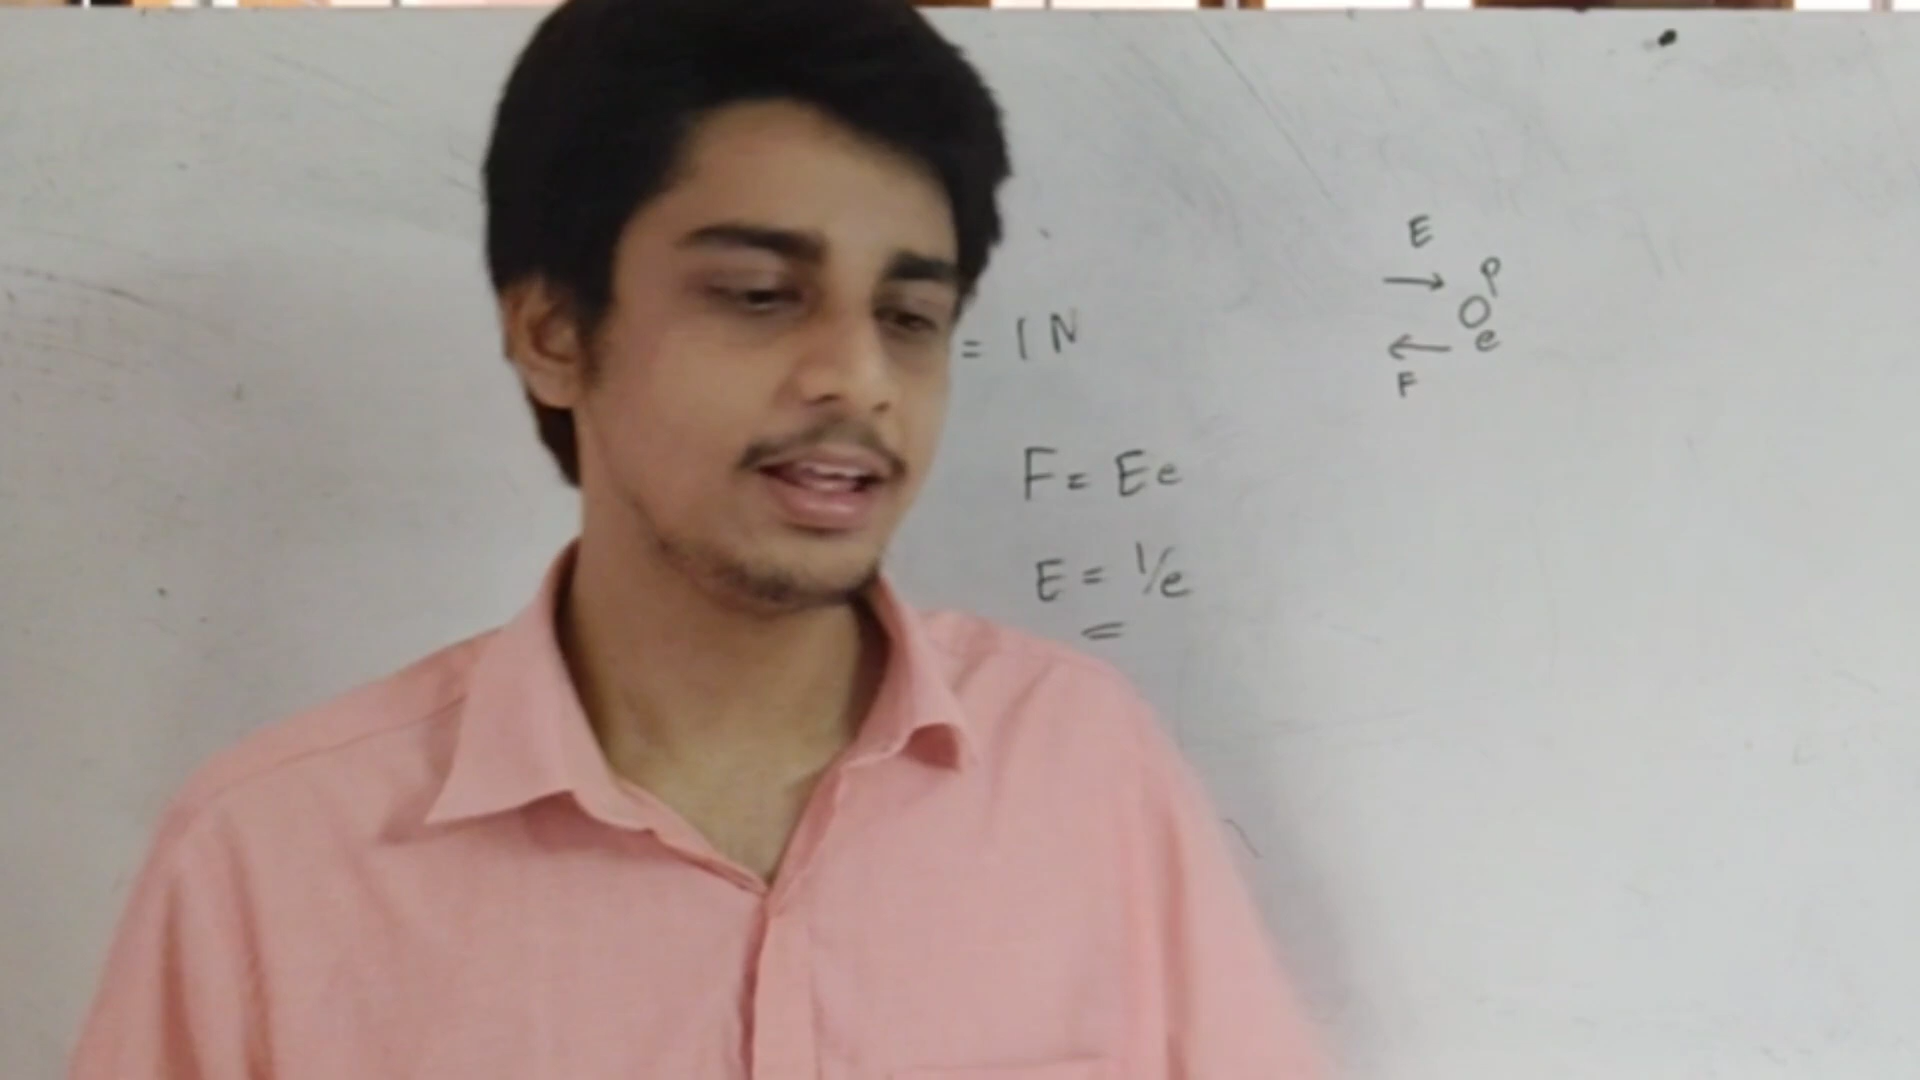 = 1 N
F = Ee
E = 1/e
=
E
→ P
O
← e
F